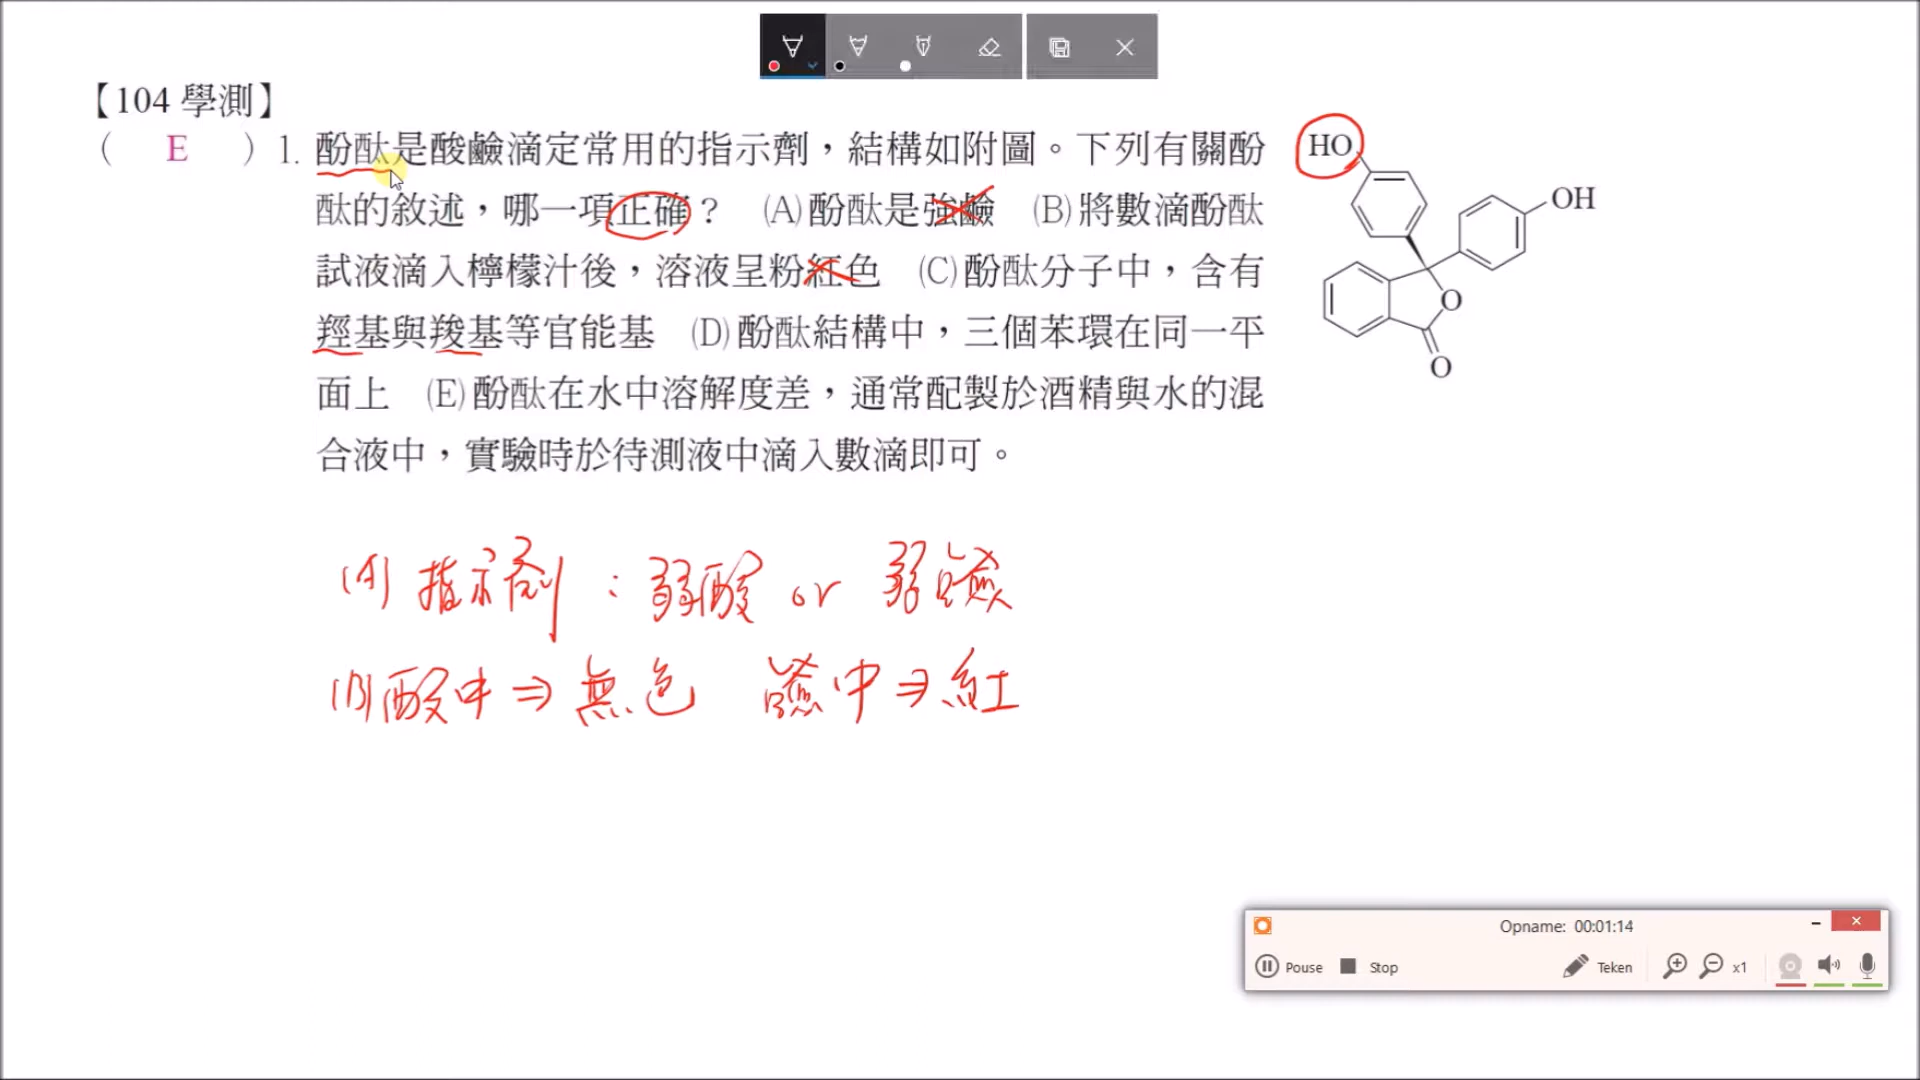 【104 學測】
( E ) 1. 酚酞是酸鹼滴定常用的指示劑，結構如附圖。下列有關酚
酞的敘述，哪一項正確？ (A)酚酞是強鹼 (B)將數滴酚酞
試液滴入檸檬汁後，溶液呈粉紅色 (C)酚酞分子中，含有
羥基與羧基等官能基 (D)酚酞結構中，三個苯環在同一平
面上 (E)酚酞在水中溶解度差，通常配製於酒精與水的混
合液中，實驗時於待測液中滴入數滴即可。
HO
OH
O
O
(A) 指示劑：弱酸 or 弱鹼
(B) 酸中⇒無色 鹼中⇒紅
Opname: 00:01:14
Pause Stop Teken x1